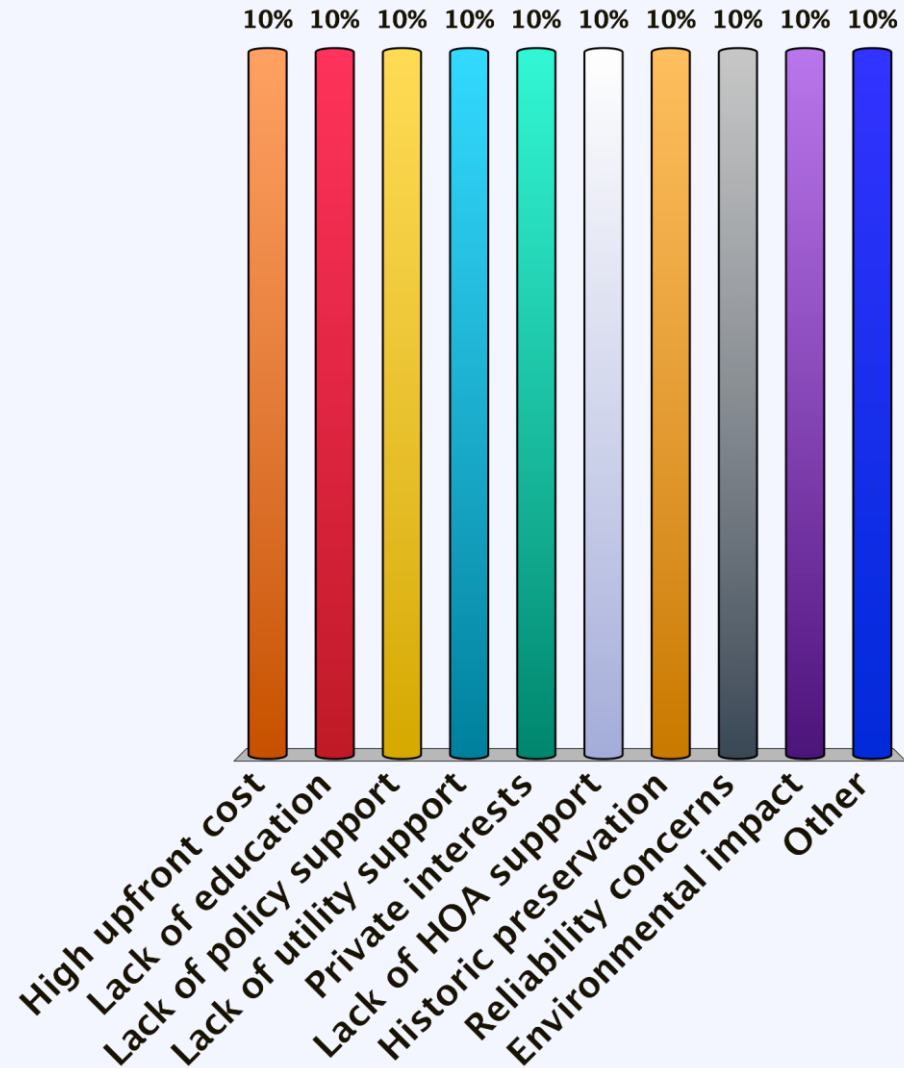 10% 10% 10% 10% 10% 10% 10% 10% 10% 10%
High upfront cost
Lack of education
Lack of policy support
Lack of utility support
Private interests
Lack of HOA support
Historic preservation
Reliability concerns
Environmental impact
Other